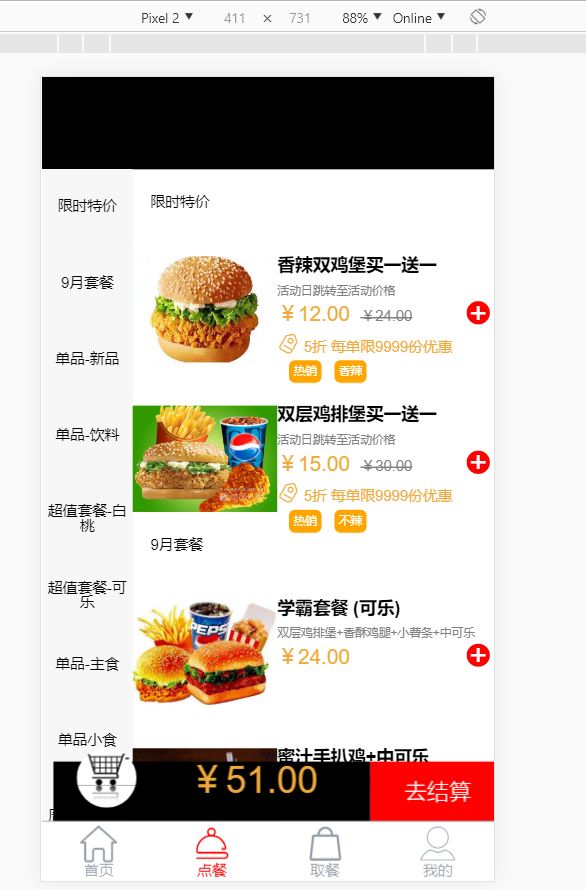 Pixel 2 ▼ 411 × 731 88% ▼ Online ▼
限时特价
9月套餐
单品-新品
单品-饮料
超值套餐-白
桃
超值套餐-可
乐
单品-主食
单品小食
限时特价
香辣双鸡堡买一送一
活动日跳转至活动价格
￥12.00 ￥24.00
5折 每单限9999份优惠
热销 香辣
双层鸡排堡买一送一
活动日跳转至活动价格
￥15.00 ￥30.00
5折 每单限9999份优惠
热销 不辣
9月套餐
学霸套餐 (可乐)
双层鸡排堡+香酥鸡腿+小薯条+中可乐
￥24.00
蜜汁手扒鸡+中可乐
￥51.00
去结算
首页 点餐 取餐 我的